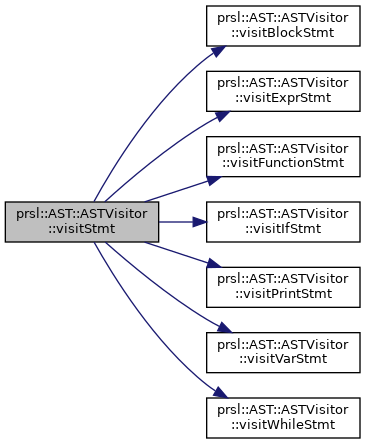 prsl::AST::ASTVisitor
::visitStmt
prsl::AST::ASTVisitor
::visitBlockStmt
prsl::AST::ASTVisitor
::visitExprStmt
prsl::AST::ASTVisitor
::visitFunctionStmt
prsl::AST::ASTVisitor
::visitIfStmt
prsl::AST::ASTVisitor
::visitPrintStmt
prsl::AST::ASTVisitor
::visitVarStmt
prsl::AST::ASTVisitor
::visitWhileStmt